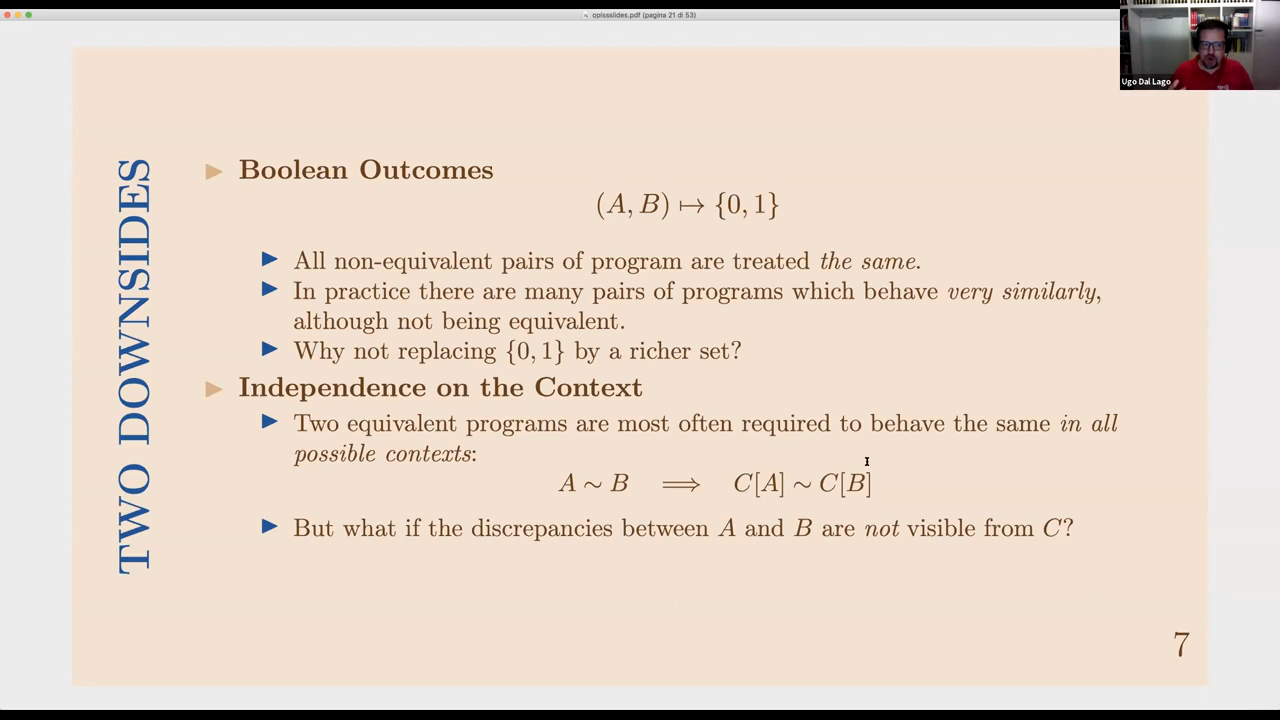 opissslides.pdf (pagina 21 di 53)
Ugo Dal Lago
TWO DOWNSIDES
Boolean Outcomes
(A, B) ↦ {0, 1}
All non-equivalent pairs of program are treated the same.
In practice there are many pairs of programs which behave very similarly,
although not being equivalent.
Why not replacing {0, 1} by a richer set?
Independence on the Context
Two equivalent programs are most often required to behave the same in all
possible contexts:
A ∼ B ⟹ C[A] ∼ C[B]
But what if the discrepancies between A and B are not visible from C?
7